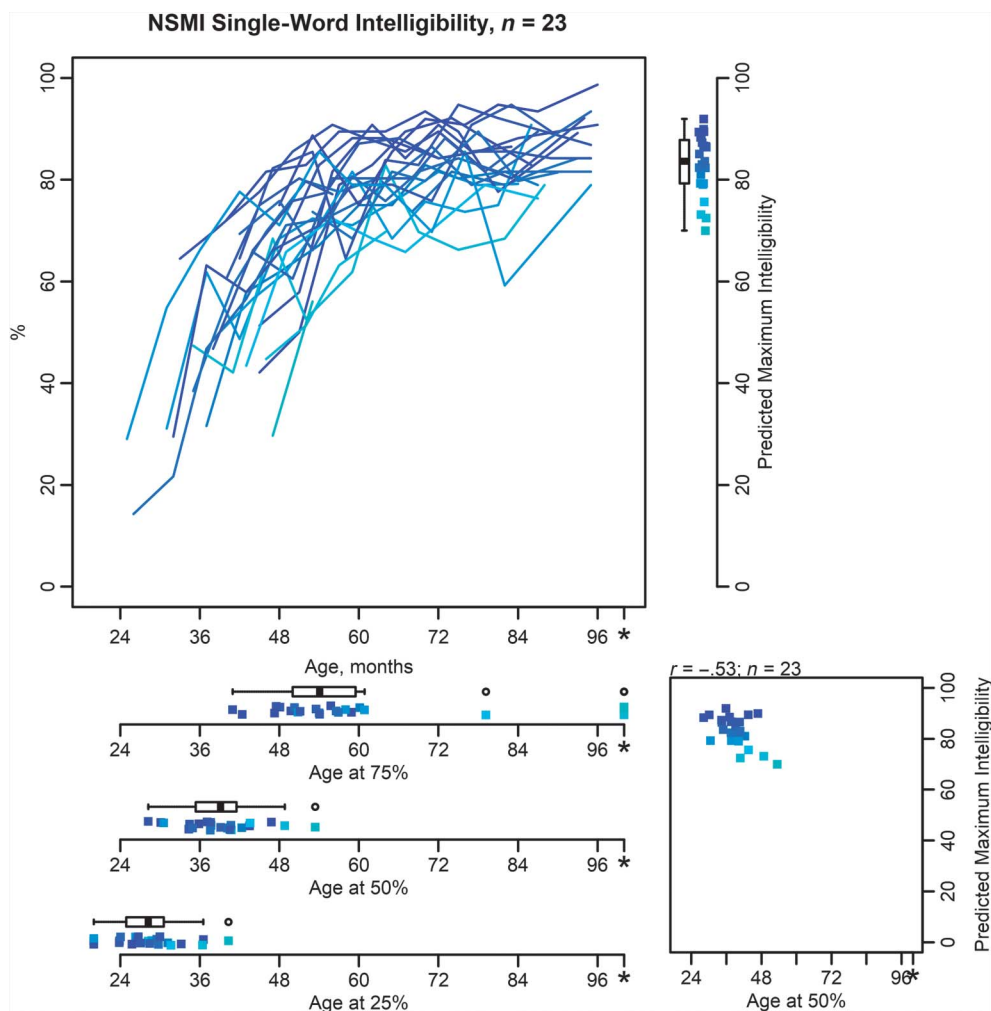 NSMI Single-Word Intelligibility, n = 23
100
80
60
40
20
0
%
24 36 48 60 72 84 96 *
Age, months
100
80
60
40
20
0
Predicted Maximum Intelligibility
24 36 48 60 72 84 96 *
Age at 75%
24 36 48 60 72 84 96 *
Age at 50%
24 36 48 60 72 84 96 *
Age at 25%
r = −.53; n = 23
100
80
60
40
20
0
Predicted Maximum Intelligibility
24 48 72 96 *
Age at 50%